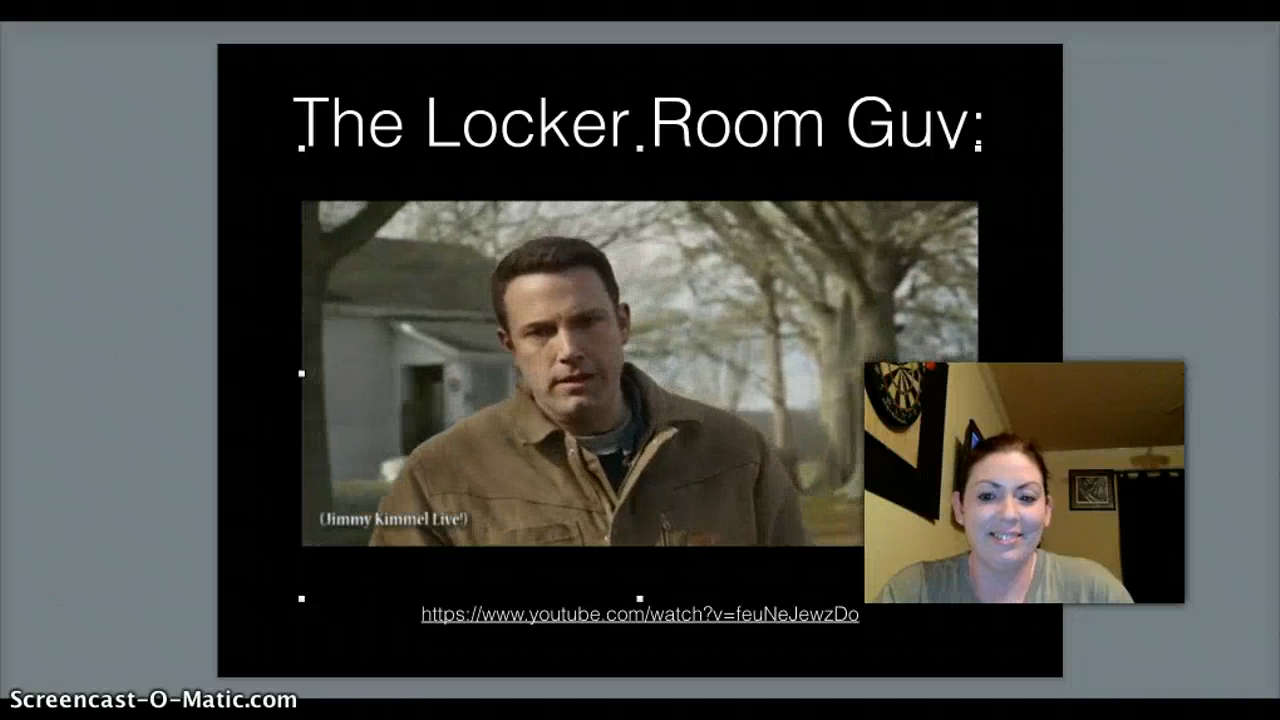 The Locker Room Guy:
(Jimmy Kimmel Live!)
https://www.youtube.com/watch?v=feuNeJewzDo
Screencast-O-Matic.com